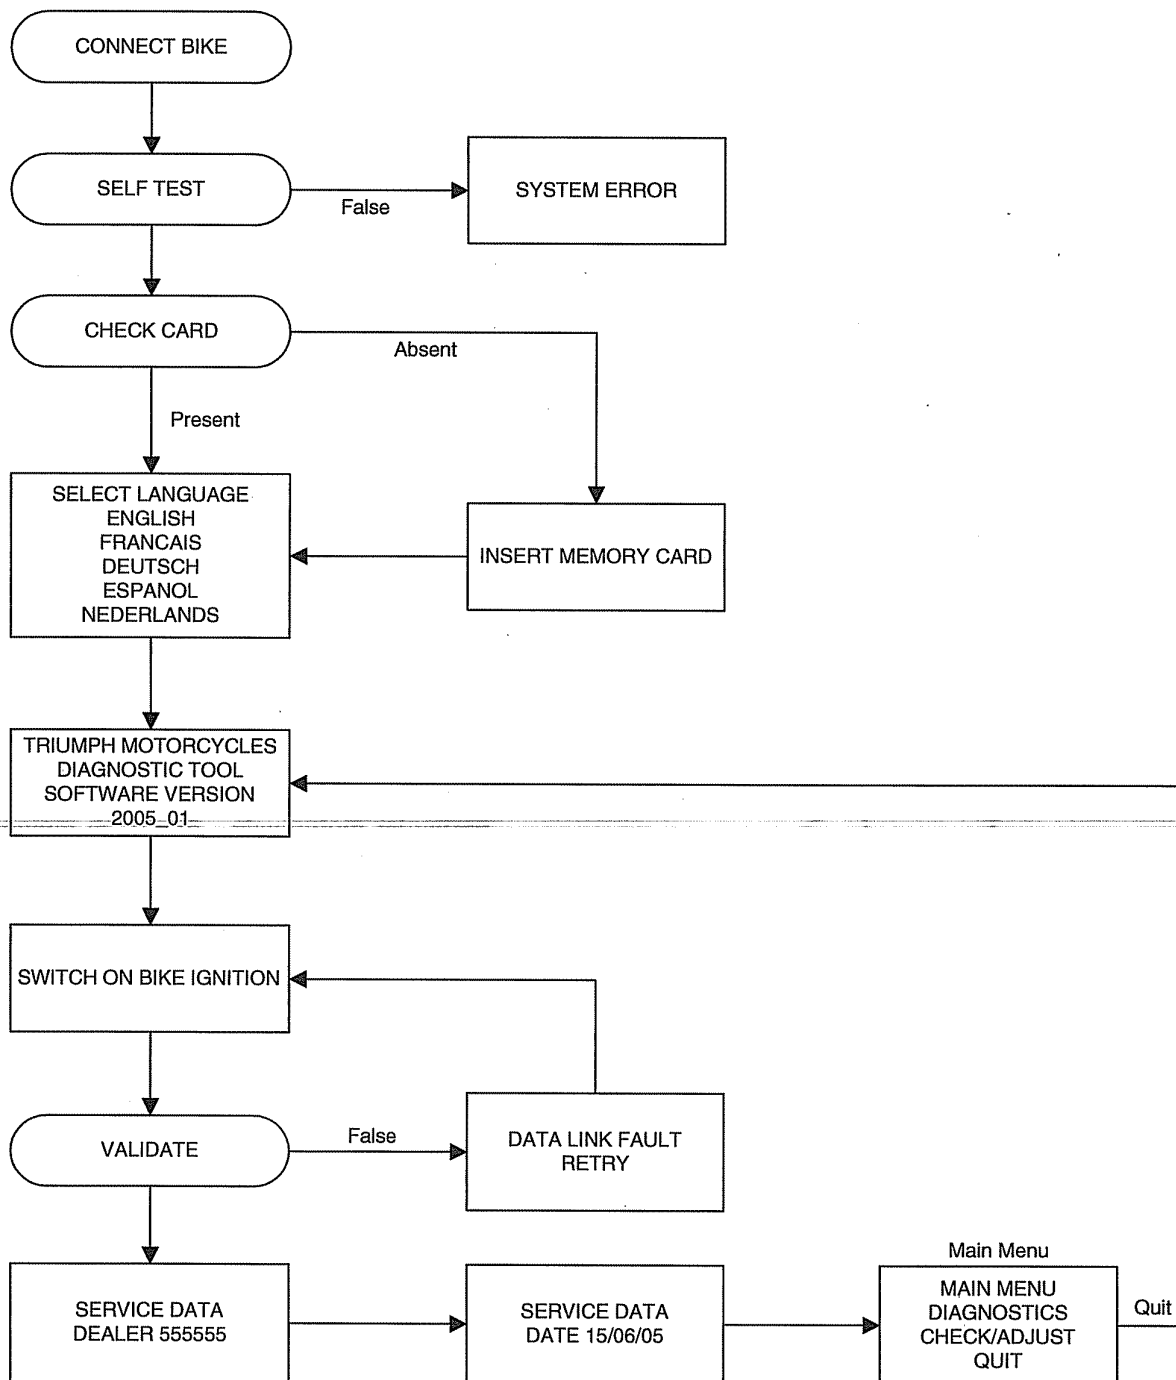 CONNECT BIKE
SELF TEST
False
SYSTEM ERROR
CHECK CARD
Absent
Present
SELECT LANGUAGE
ENGLISH
FRANCAIS
DEUTSCH
ESPANOL
NEDERLANDS
INSERT MEMORY CARD
TRIUMPH MOTORCYCLES
DIAGNOSTIC TOOL
SOFTWARE VERSION
2005_01
SWITCH ON BIKE IGNITION
VALIDATE
False
DATA LINK FAULT
RETRY
SERVICE DATA
DEALER 555555
SERVICE DATA
DATE 15/06/05
Main Menu
MAIN MENU
DIAGNOSTICS
CHECK/ADJUST
QUIT
Quit